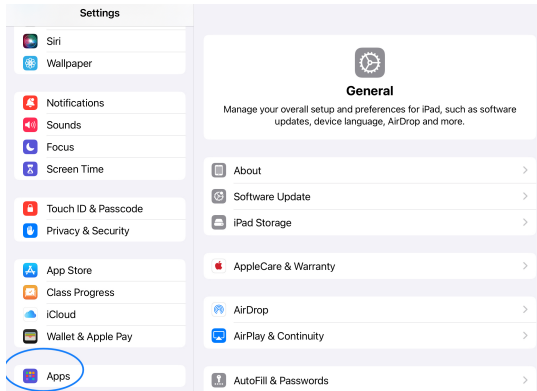 Settings
Siri
Wallpaper
Notifications
Sounds
Focus
Screen Time
Touch ID & Passcode
Privacy & Security
App Store
Class Progress
iCloud
Wallet & Apple Pay
Apps
General
Manage your overall setup and preferences for iPad, such as software
updates, device language, AirDrop and more.
About
Software Update
iPad Storage
AppleCare & Warranty
AirDrop
AirPlay & Continuity
AutoFill & Passwords